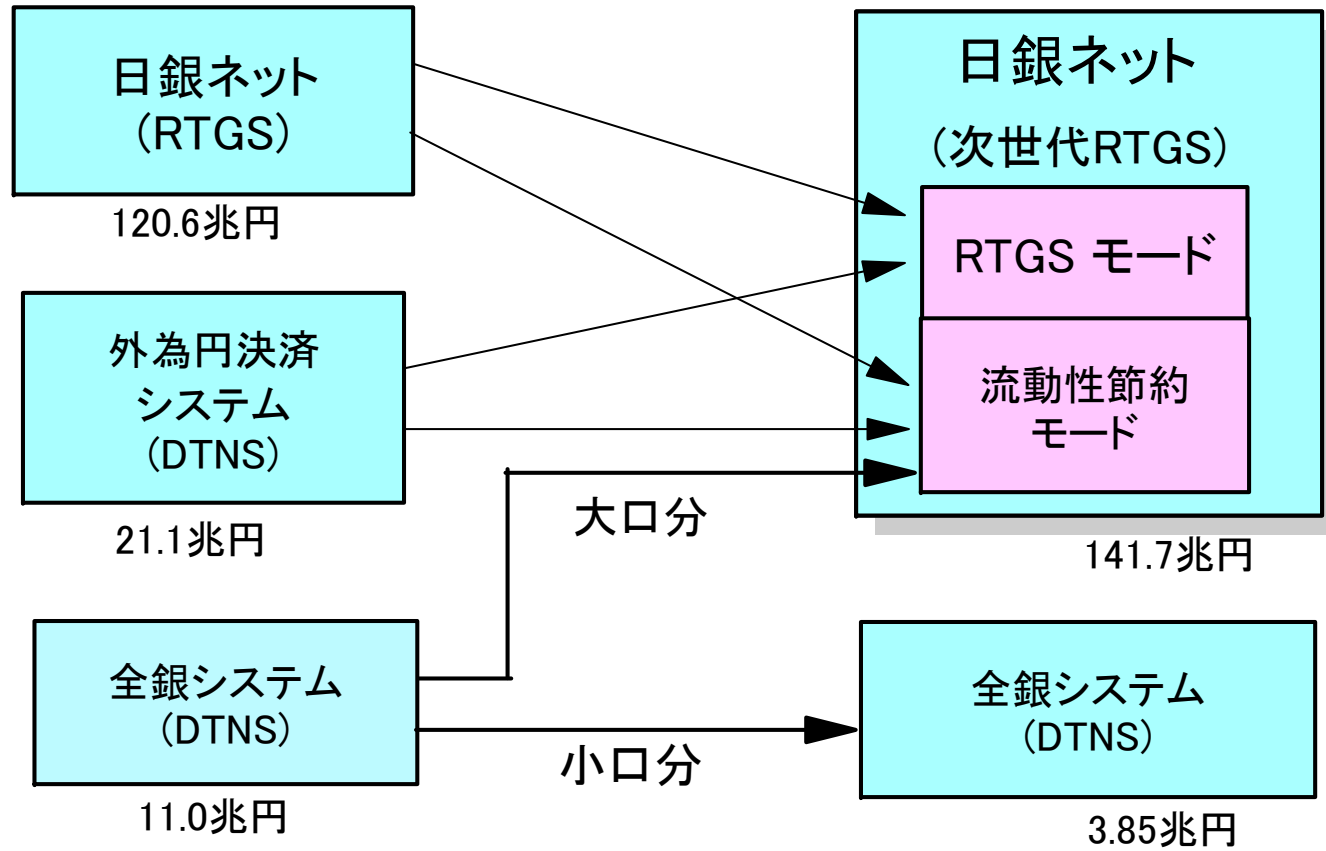 日銀ネット
(RTGS)
120.6兆円
外為円決済
システム
(DTNS)
21.1兆円
全銀システム
(DTNS)
11.0兆円
大口分
小口分
日銀ネット
(次世代RTGS)
RTGS モード
流動性節約
モード
141.7兆円
全銀システム
(DTNS)
3.85兆円